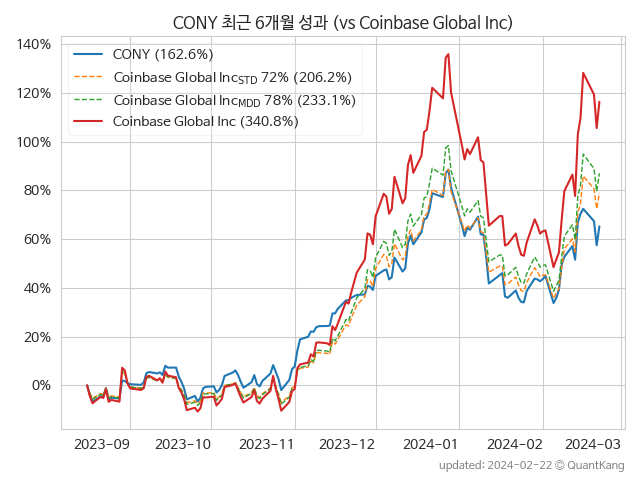 CONY 최근 6개월 성과 (vs Coinbase Global Inc)
140%
120%
100%
80%
60%
40%
20%
0%
CONY (162.6%)
Coinbase Global IncSTD 72% (206.2%)
Coinbase Global IncMDD 78% (233.1%)
Coinbase Global Inc (340.8%)
2023-09 2023-10 2023-11 2023-12 2024-01 2024-02 2024-03
updated: 2024-02-22 © QuantKang